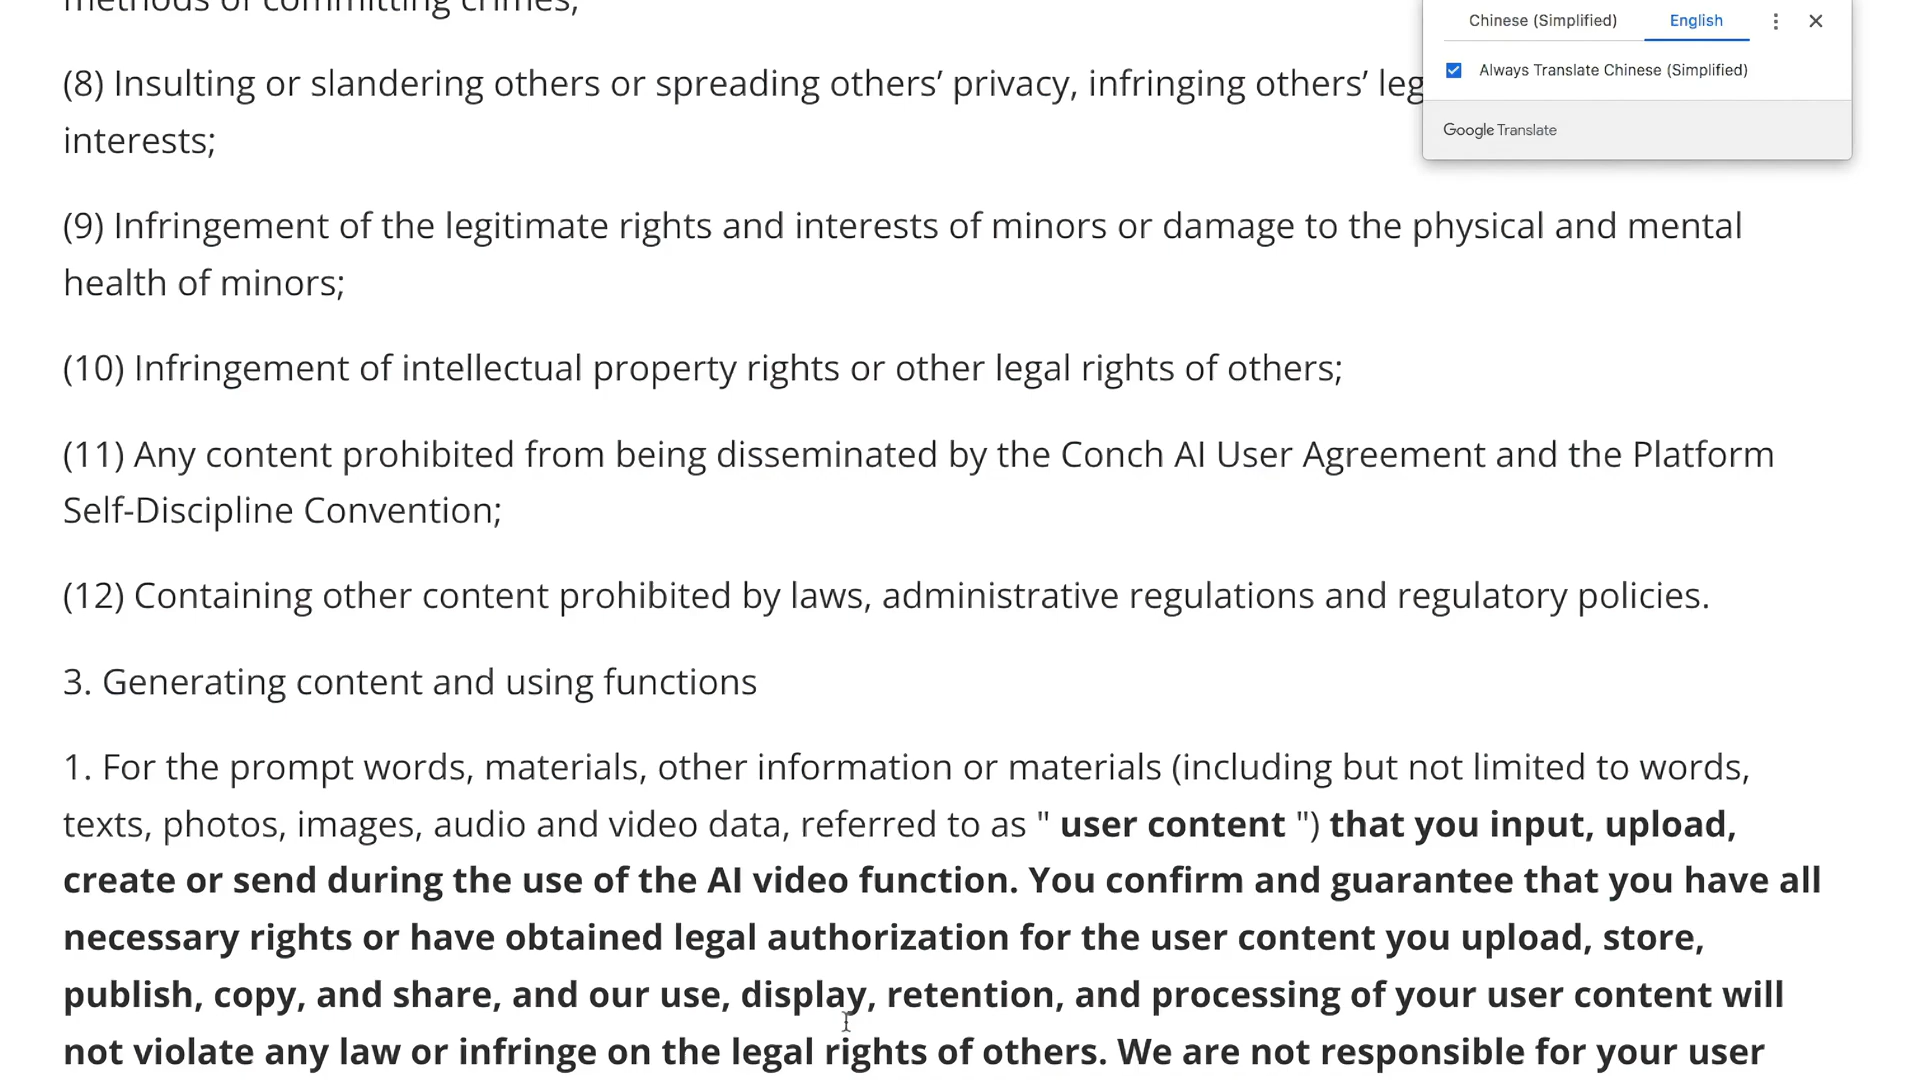 methods of committing crimes;
Chinese (Simplified) English
Always Translate Chinese (Simplified)
Google Translate
(8) Insulting or slandering others or spreading others’ privacy, infringing others’ leg
interests;
(9) Infringement of the legitimate rights and interests of minors or damage to the physical and mental
health of minors;
(10) Infringement of intellectual property rights or other legal rights of others;
(11) Any content prohibited from being disseminated by the Conch AI User Agreement and the Platform
Self-Discipline Convention;
(12) Containing other content prohibited by laws, administrative regulations and regulatory policies.
3. Generating content and using functions
1. For the prompt words, materials, other information or materials (including but not limited to words,
texts, photos, images, audio and video data, referred to as " user content ") that you input, upload,
create or send during the use of the AI video function. You confirm and guarantee that you have all
necessary rights or have obtained legal authorization for the user content you upload, store,
publish, copy, and share, and our use, display, retention, and processing of your user content will
not violate any law or infringe on the legal rights of others. We are not responsible for your user